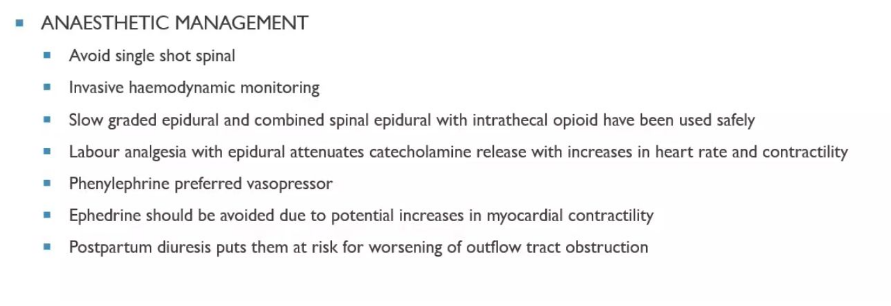 ANAESTHETIC MANAGEMENT
Avoid single shot spinal
Invasive haemodynamic monitoring
Slow graded epidural and combined spinal epidural with intrathecal opioid have been used safely
Labour analgesia with epidural attenuates catecholamine release with increases in heart rate and contractility
Phenylephrine preferred vasopressor
Ephedrine should be avoided due to potential increases in myocardial contractility
Postpartum diuresis puts them at risk for worsening of outflow tract obstruction